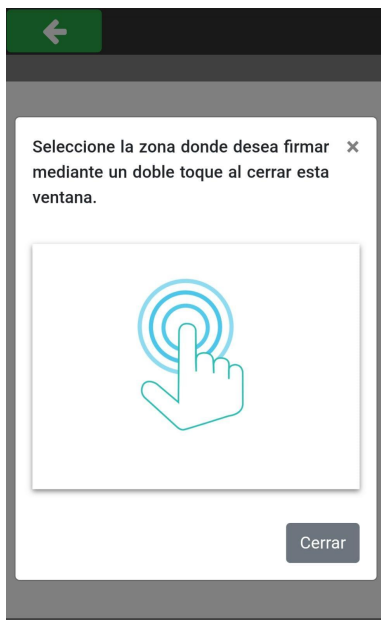 Seleccione la zona donde desea firmar ×
mediante un doble toque al cerrar esta
ventana.
Cerrar